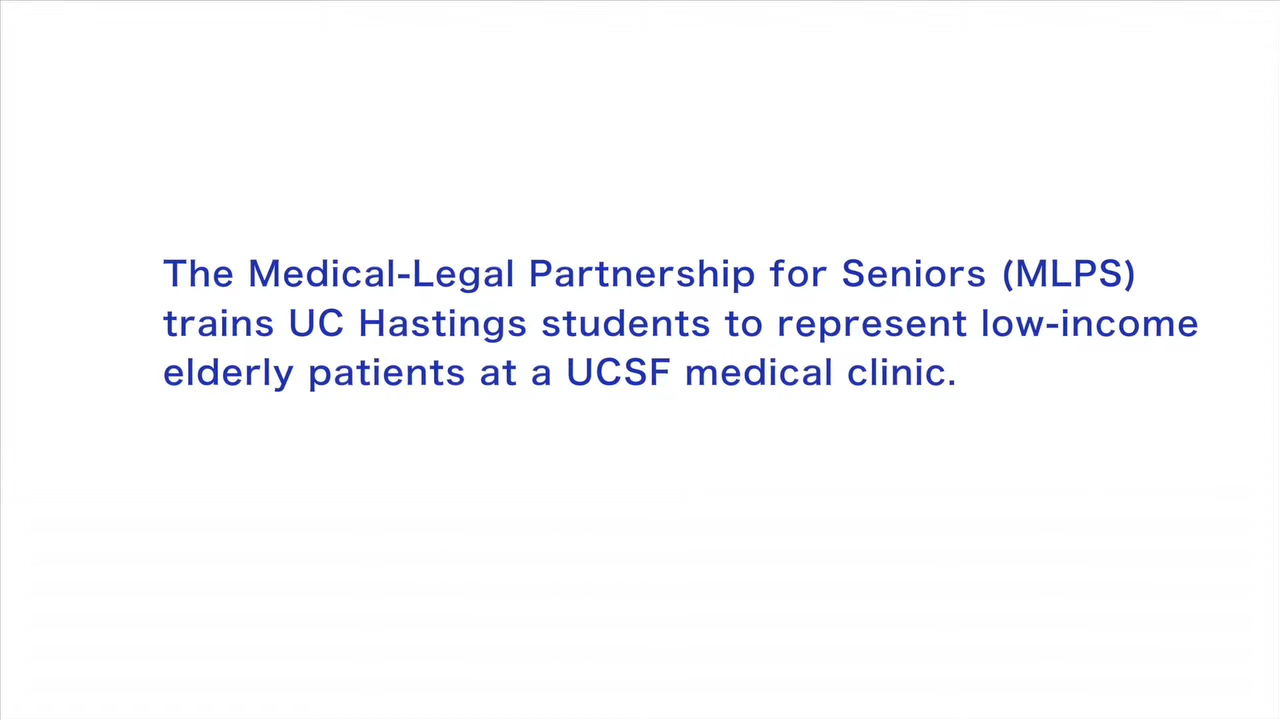 The Medical-Legal Partnership for Seniors (MLPS)
trains UC Hastings students to represent low-income
elderly patients at a UCSF medical clinic.